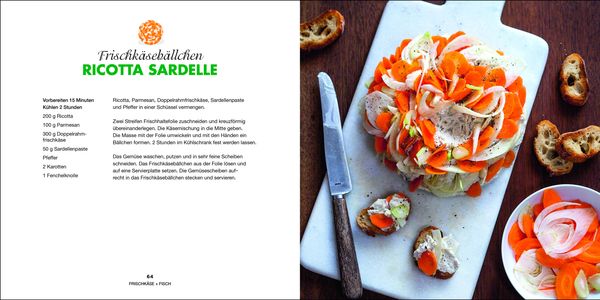 Frischkäsebällchen
RICOTTA SARDELLE
Vorbereiten 15 Minuten
Kühlen 2 Stunden
200 g Ricotta
100 g Parmesan
300 g Doppelrahm-
frischkäse
50 g Sardellenpaste
Pfeffer
2 Karotten
1 Fenchelknolle
Ricotta, Parmesan, Doppelrahmfrischkäse, Sardellenpaste
und Pfeffer in einer Schüssel vermengen.
Zwei Streifen Frischhaltefolie zuschneiden und kreuzförmig
übereinanderlegen. Die Käsemischung in die Mitte geben.
Die Masse mit der Folie umwickeln und mit den Händen ein
Bällchen formen. 2 Stunden im Kühlschrank fest werden lassen.
Das Gemüse waschen, putzen und in sehr feine Scheiben
schneiden. Das Frischkäsebällchen aus der Folie lösen und
auf eine Servierplatte setzen. Die Gemüsescheiben auf-
recht in das Frischkäsebällchen stecken und servieren.
64
FRISCHKÄSE + FISCH